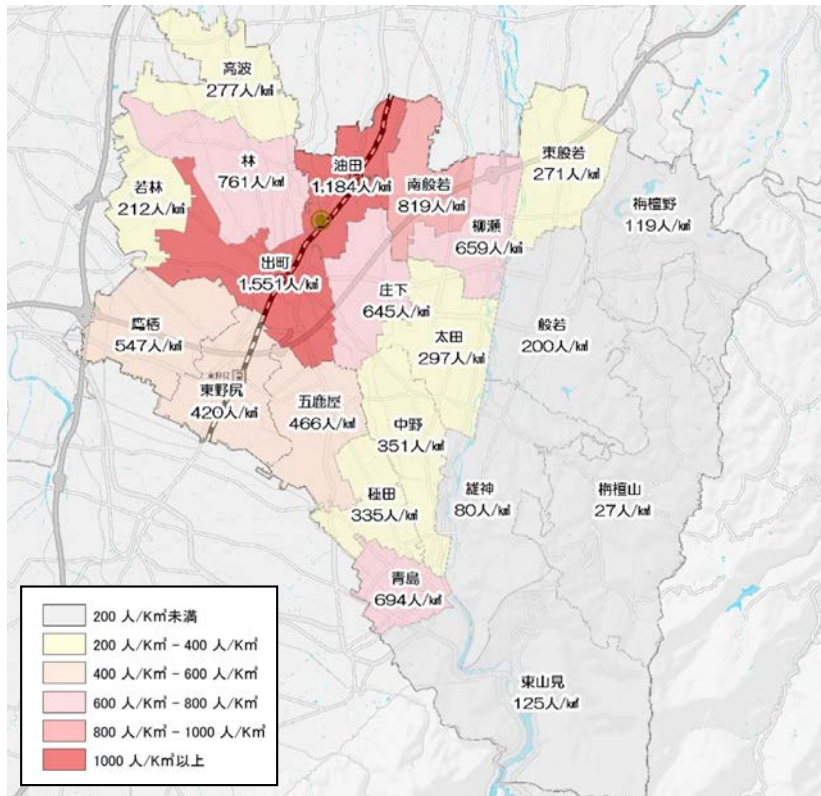 高波
277人/k㎡
林
761人/k㎡
油田
1,184人/k㎡
南般若
819人/k㎡
東般若
271人/k㎡
若林
212人/k㎡
柳瀬
659人/k㎡
栴檀野
119人/k㎡
出町
1,551人/k㎡
庄下
645人/k㎡
太田
297人/k㎡
般若
200人/k㎡
鷹栖
547人/k㎡
東野尻
420人/k㎡
五鹿屋
466人/k㎡
中野
351人/k㎡
種田
335人/k㎡
雄神
80人/k㎡
栴檀山
27人/k㎡
青島
694人/k㎡
東山見
125人/k㎡
200 人/K㎡未満
200 人/K㎡ - 400 人/K㎡
400 人/K㎡ - 600 人/K㎡
600 人/K㎡ - 800 人/K㎡
800 人/K㎡ - 1000 人/K㎡
1000 人/K㎡以上